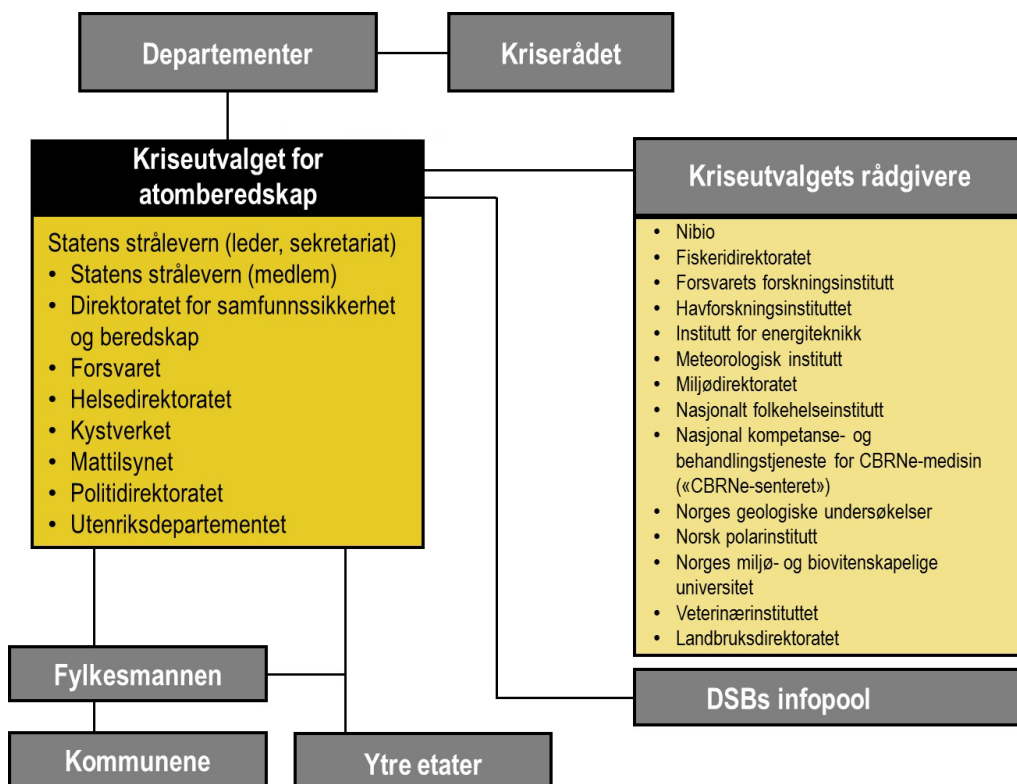 Departementer
Kriserådet
Kriseutvalget for
atomberedskap
Statens strålevern (leder, sekretariat)
• Statens strålevern (medlem)
• Direktoratet for samfunnssikkerhet
og beredskap
• Forsvaret
• Helsedirektoratet
• Kystverket
• Mattilsynet
• Politidirektoratet
• Utenriksdepartementet
Kriseutvalgets rådgivere
• Nibio
• Fiskeridirektoratet
• Forsvarets forskningsinstitutt
• Havforskningsinstituttet
• Institutt for energiteknikk
• Meteorologisk institutt
• Miljødirektoratet
• Nasjonalt folkehelseinstitutt
• Nasjonal kompetanse- og
behandlingstjeneste for CBRNe-medisin
(«CBRNe-senteret»)
• Norges geologiske undersøkelser
• Norsk polarinstitutt
• Norges miljø- og biovitenskapelige
universitet
• Veterinærinstituttet
• Landbruksdirektoratet
DSBs infopool
Fylkesmannen
Kommunene
Ytre etater